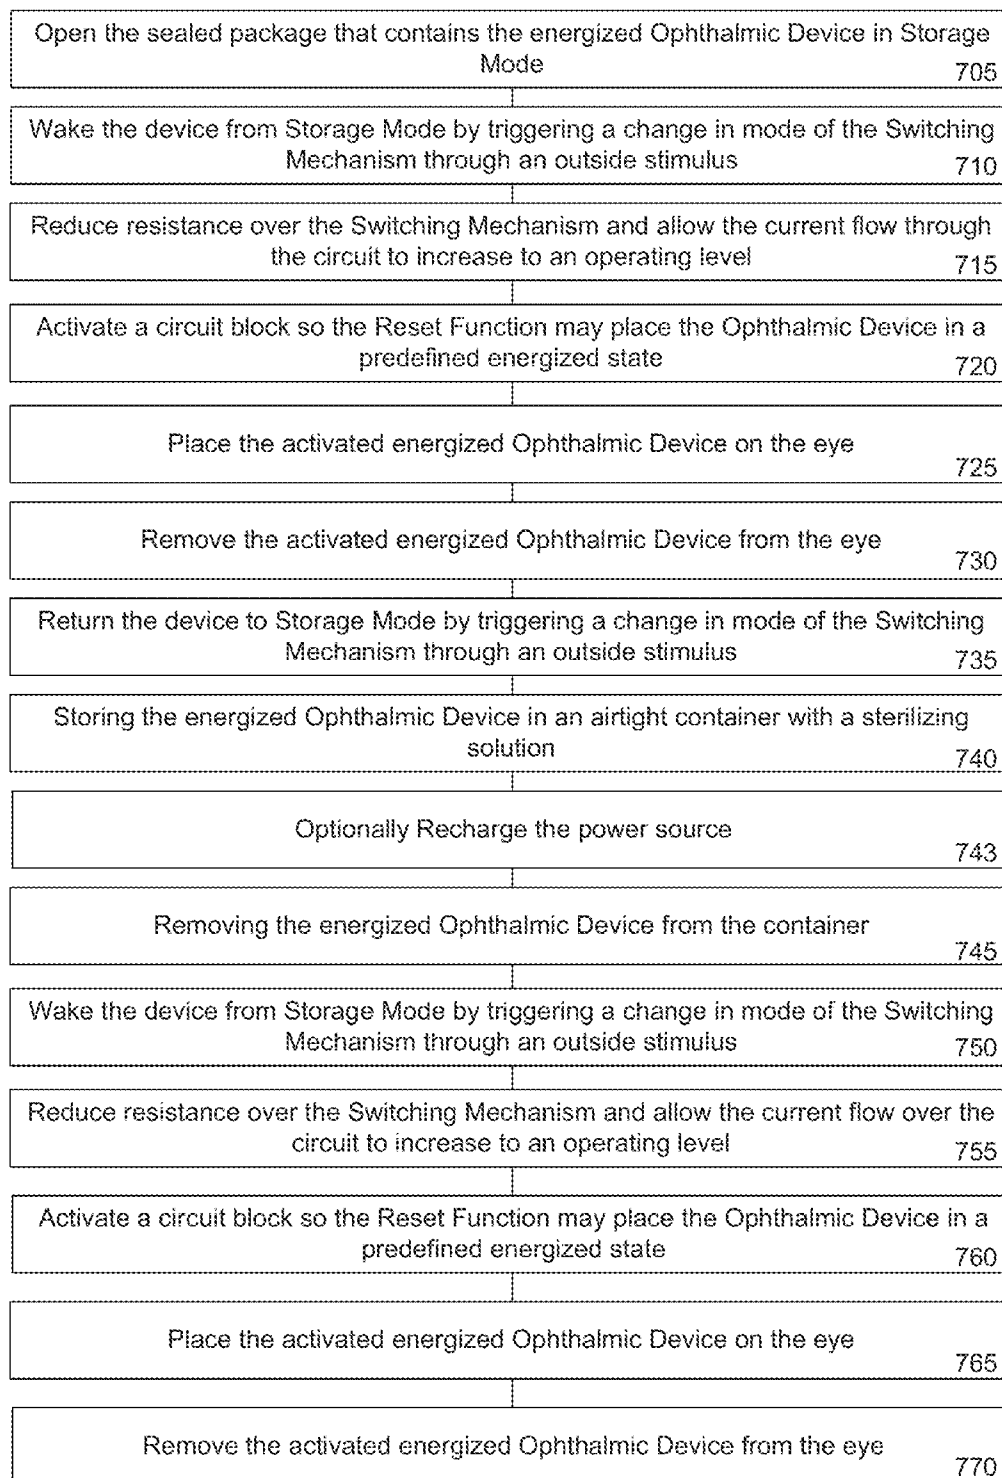 Open the sealed package that contains the energized Ophthalmic Device in Storage
Mode
705
Wake the device from Storage Mode by triggering a change in mode of the Switching
Mechanism through an outside stimulus
710
Reduce resistance over the Switching Mechanism and allow the current flow through
the circuit to increase to an operating level
715
Activate a circuit block so the Reset Function may place the Ophthalmic Device in a
predefined energized state
720
Place the activated energized Ophthalmic Device on the eye
725
Remove the activated energized Ophthalmic Device from the eye
730
Return the device to Storage Mode by triggering a change in mode of the Switching
Mechanism through an outside stimulus
735
Storing the energized Ophthalmic Device in an airtight container with a sterilizing
solution
740
Optionally Recharge the power source
743
Removing the energized Ophthalmic Device from the container
745
Wake the device from Storage Mode by triggering a change in mode of the Switching
Mechanism through an outside stimulus
750
Reduce resistance over the Switching Mechanism and allow the current flow over the
circuit to increase to an operating level
755
Activate a circuit block so the Reset Function may place the Ophthalmic Device in a
predefined energized state
760
Place the activated energized Ophthalmic Device on the eye
765
Remove the activated energized Ophthalmic Device from the eye
770